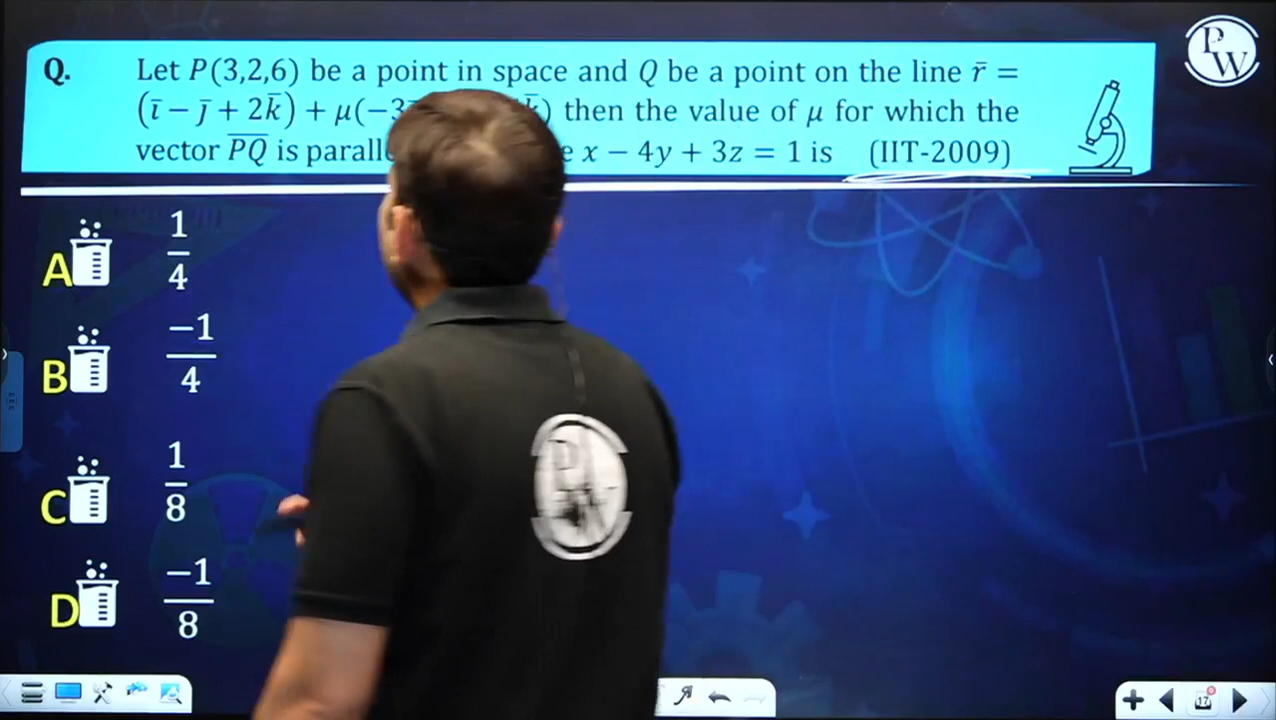 Q. Let P(3,2,6) be a point in space and Q be a point on the line r̄ =
(ī − j̄ + 2k̄) + μ(−3 k̄) then the value of μ for which the
vector P̅Q̅ is x − 4y + 3z = 1 is (IIT-2009)
A 1/4
B −1/4
C 1/8
D −1/8
PW
17